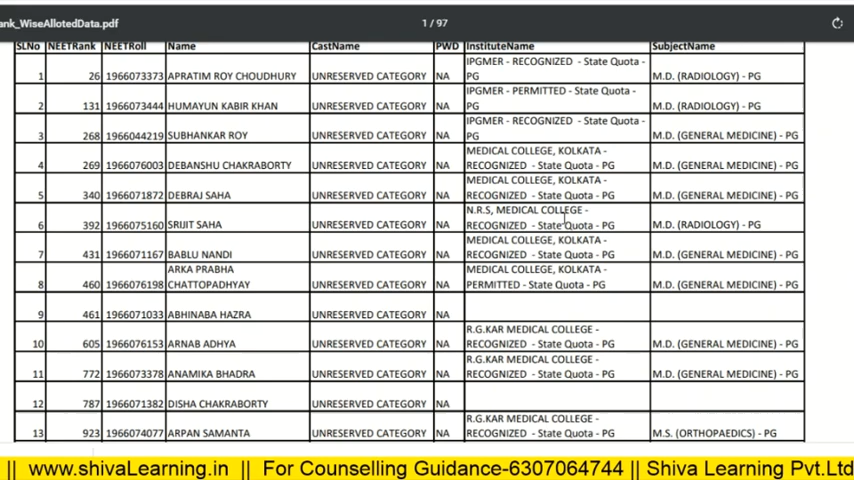 ank_WiseAllotedData.pdf 1 / 97
SLNo NEETRank NEETRoll Name CastName PWD InstituteName SubjectName
1 26 1966073373 APRATIM ROY CHOUDHURY UNRESERVED CATEGORY NA IPGMER - RECOGNIZED - State Quota - PG M.D. (RADIOLOGY) - PG
2 131 1966073444 HUMAYUN KABIR KHAN UNRESERVED CATEGORY NA IPGMER - PERMITTED - State Quota - PG M.D. (RADIOLOGY) - PG
3 268 1966044219 SUBHANKAR ROY UNRESERVED CATEGORY NA IPGMER - RECOGNIZED - State Quota - PG M.D. (GENERAL MEDICINE) - PG
4 269 1966076003 DEBANSHU CHAKRABORTY UNRESERVED CATEGORY NA MEDICAL COLLEGE, KOLKATA - RECOGNIZED - State Quota - PG M.D. (GENERAL MEDICINE) - PG
5 340 1966071872 DEBRAJ SAHA UNRESERVED CATEGORY NA MEDICAL COLLEGE, KOLKATA - RECOGNIZED - State Quota - PG M.D. (GENERAL MEDICINE) - PG
6 392 1966075160 SRIJIT SAHA UNRESERVED CATEGORY NA N.R.S, MEDICAL COLLEGE - RECOGNIZED - State Quota - PG M.D. (RADIOLOGY) - PG
7 431 1966071167 BABLU NANDI UNRESERVED CATEGORY NA MEDICAL COLLEGE, KOLKATA - RECOGNIZED - State Quota - PG M.D. (GENERAL MEDICINE) - PG
8 460 1966076198 ARKA PRABHA CHATTOPADHYAY UNRESERVED CATEGORY NA MEDICAL COLLEGE, KOLKATA - PERMITTED - State Quota - PG M.D. (GENERAL MEDICINE) - PG
9 461 1966071033 ABHINABA HAZRA UNRESERVED CATEGORY NA
10 605 1966076153 ARNAB ADHYA UNRESERVED CATEGORY NA R.G.KAR MEDICAL COLLEGE - RECOGNIZED - State Quota - PG M.D. (GENERAL MEDICINE) - PG
11 772 1966073378 ANAMIKA BHADRA UNRESERVED CATEGORY NA R.G.KAR MEDICAL COLLEGE - RECOGNIZED - State Quota - PG M.D. (GENERAL MEDICINE) - PG
12 787 1966071382 DISHA CHAKRABORTY UNRESERVED CATEGORY NA
13 923 1966074077 ARPAN SAMANTA UNRESERVED CATEGORY NA R.G.KAR MEDICAL COLLEGE - RECOGNIZED - State Quota - PG M.S. (ORTHOPAEDICS) - PG
|| www.shivaLearning.in || For Counselling Guidance-6307064744 || Shiva Learning Pvt.Ltd